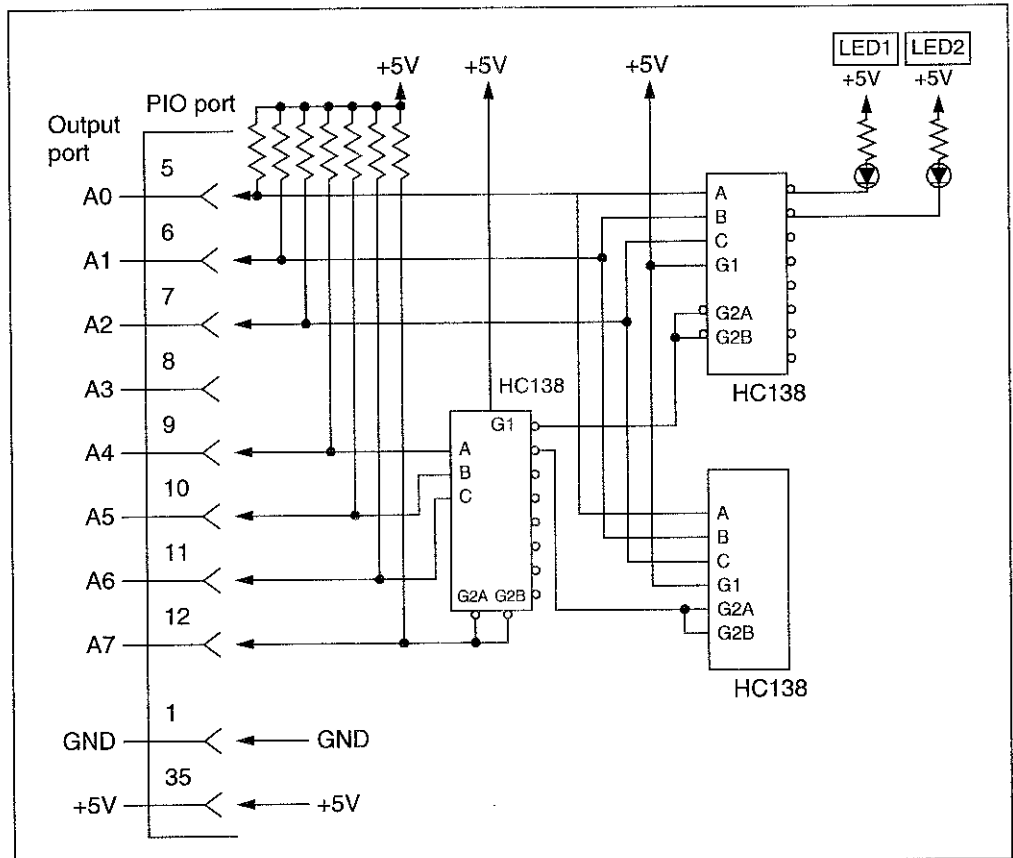 LED1 LED2
+5V +5V +5V +5V +5V
PIO port
Output
port
5
A0
A
6
B
A1
C
G1
7
A2
G2A
G2B
8
A3
HC138
HC138
9
G1
A4
A
B
10
C
A5
A
B
11
C
A6
G1
G2A G2B
G2A
12
G2B
A7
HC138
1
GND GND
35
+5V +5V